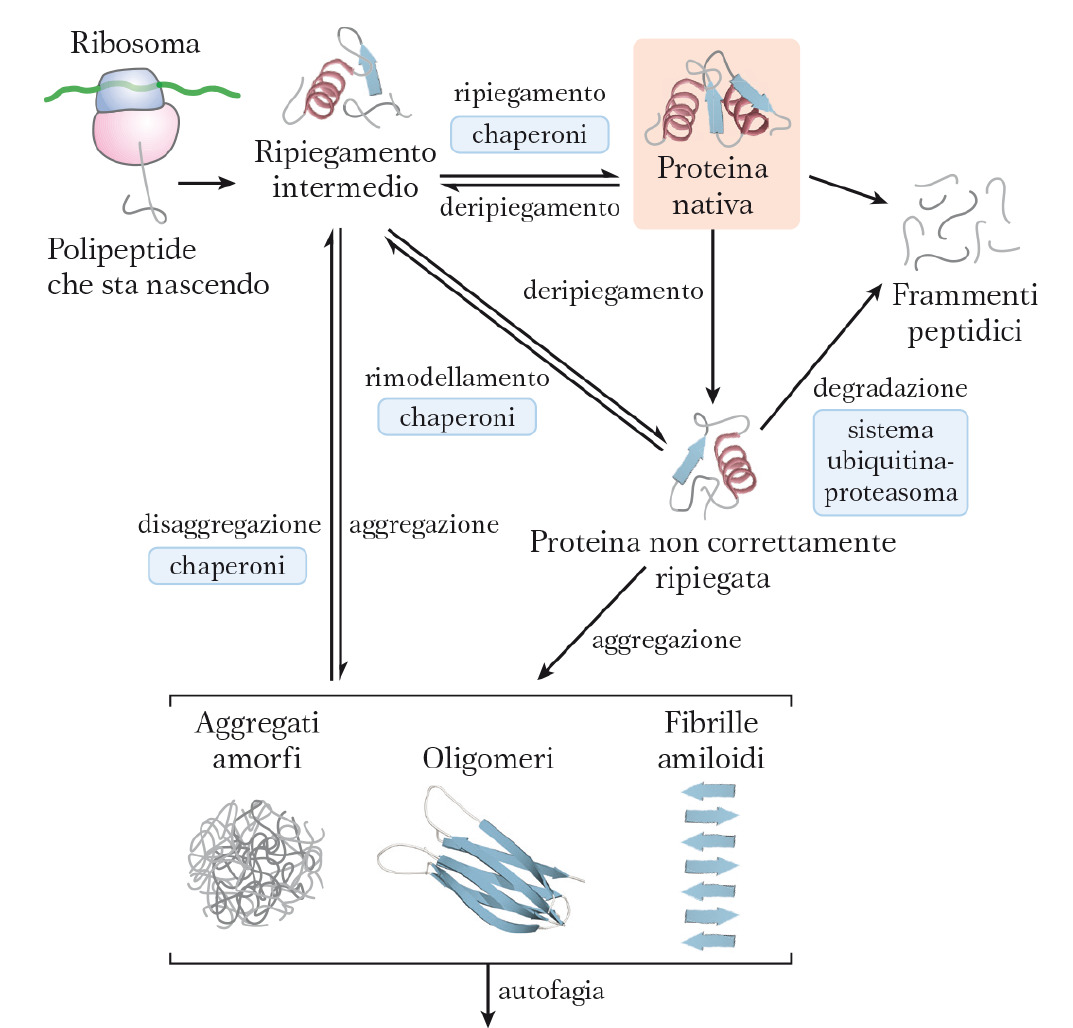 Ribosoma
Polipeptide
che sta nascendo
Ripiegamento
intermedio
ripiegamento
chaperoni
deripiegamento
Proteina
nativa
Frammenti
peptidici
deripiegamento
rimodellamento
chaperoni
degradazione
sistema
ubiquitina-
proteasoma
Proteina non correttamente
ripiegata
disaggregazione
chaperoni
aggregazione
aggregazione
Aggregati
amorfi
Oligomeri
Fibrille
amiloidi
autofagia